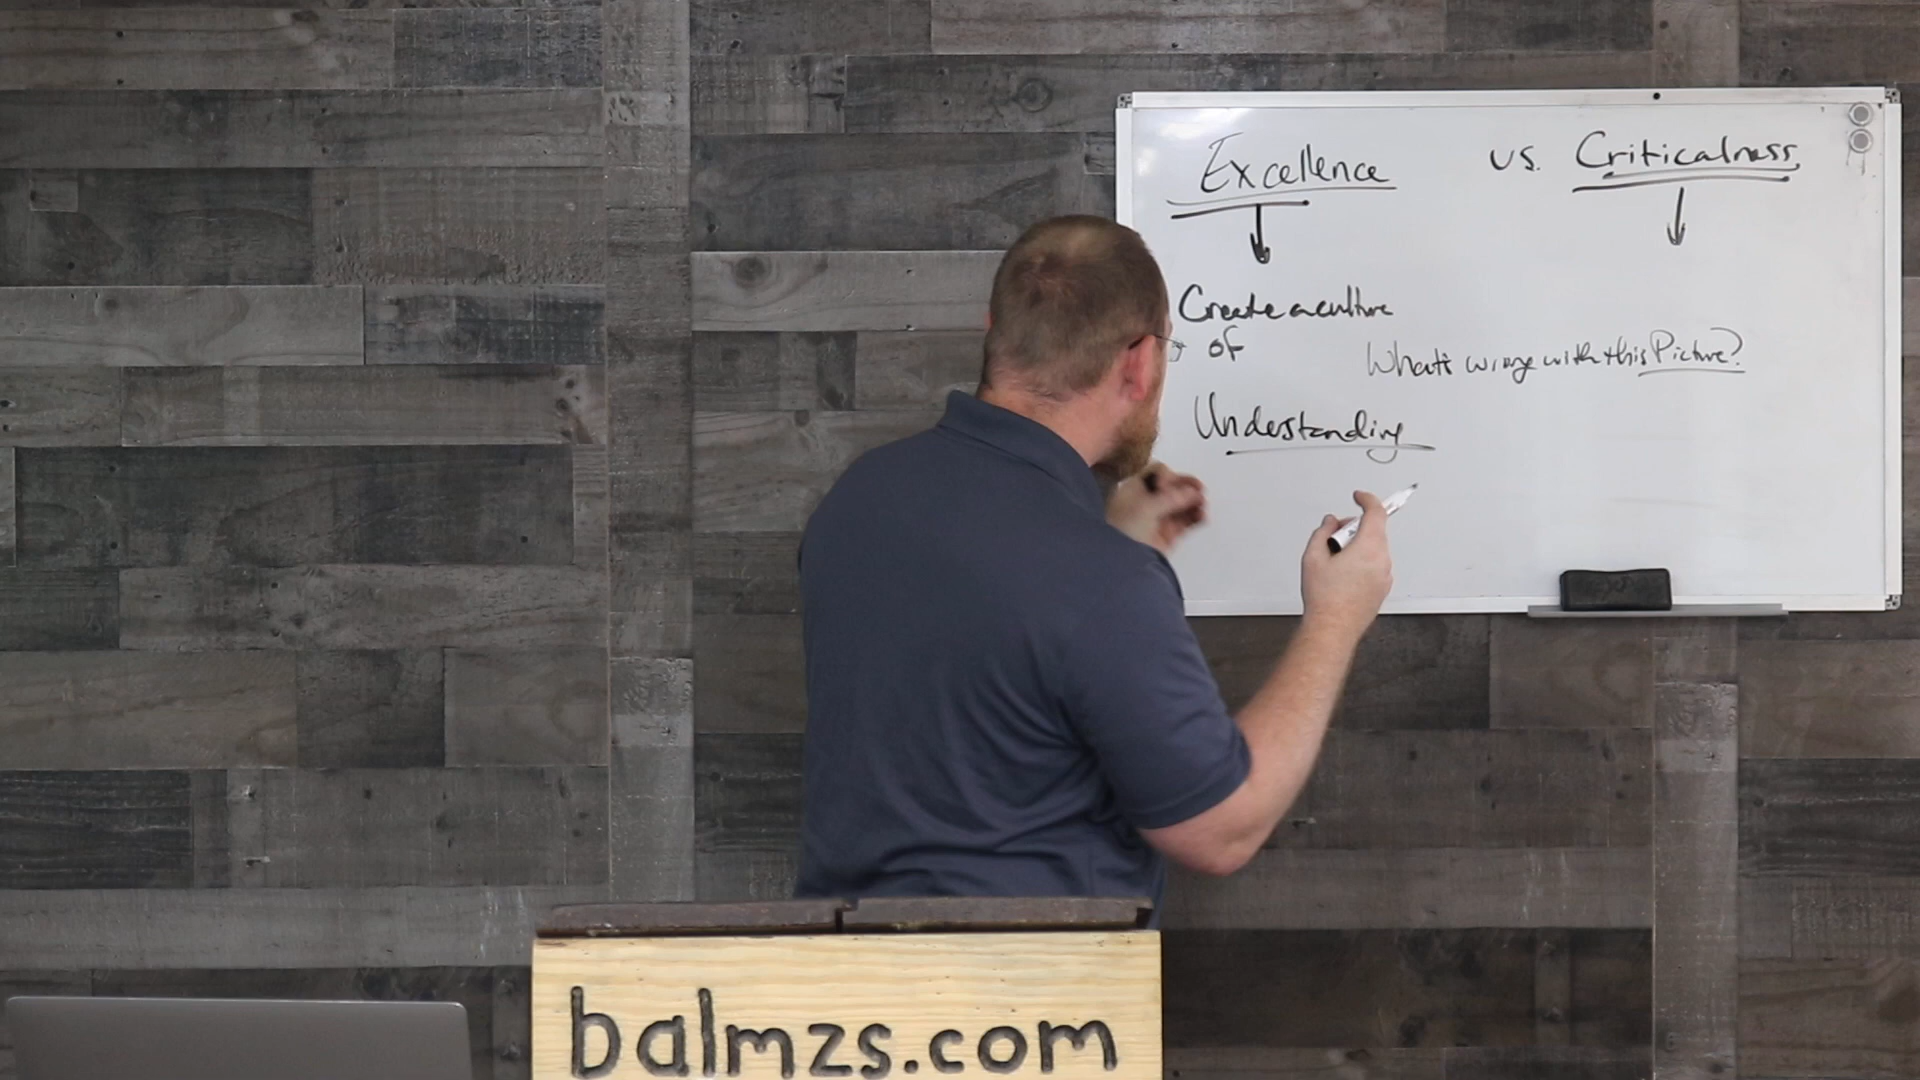 Excellence vs. Criticalness
Create a culture
of
What's wrong with this Picture?
Understanding
balmzs.com